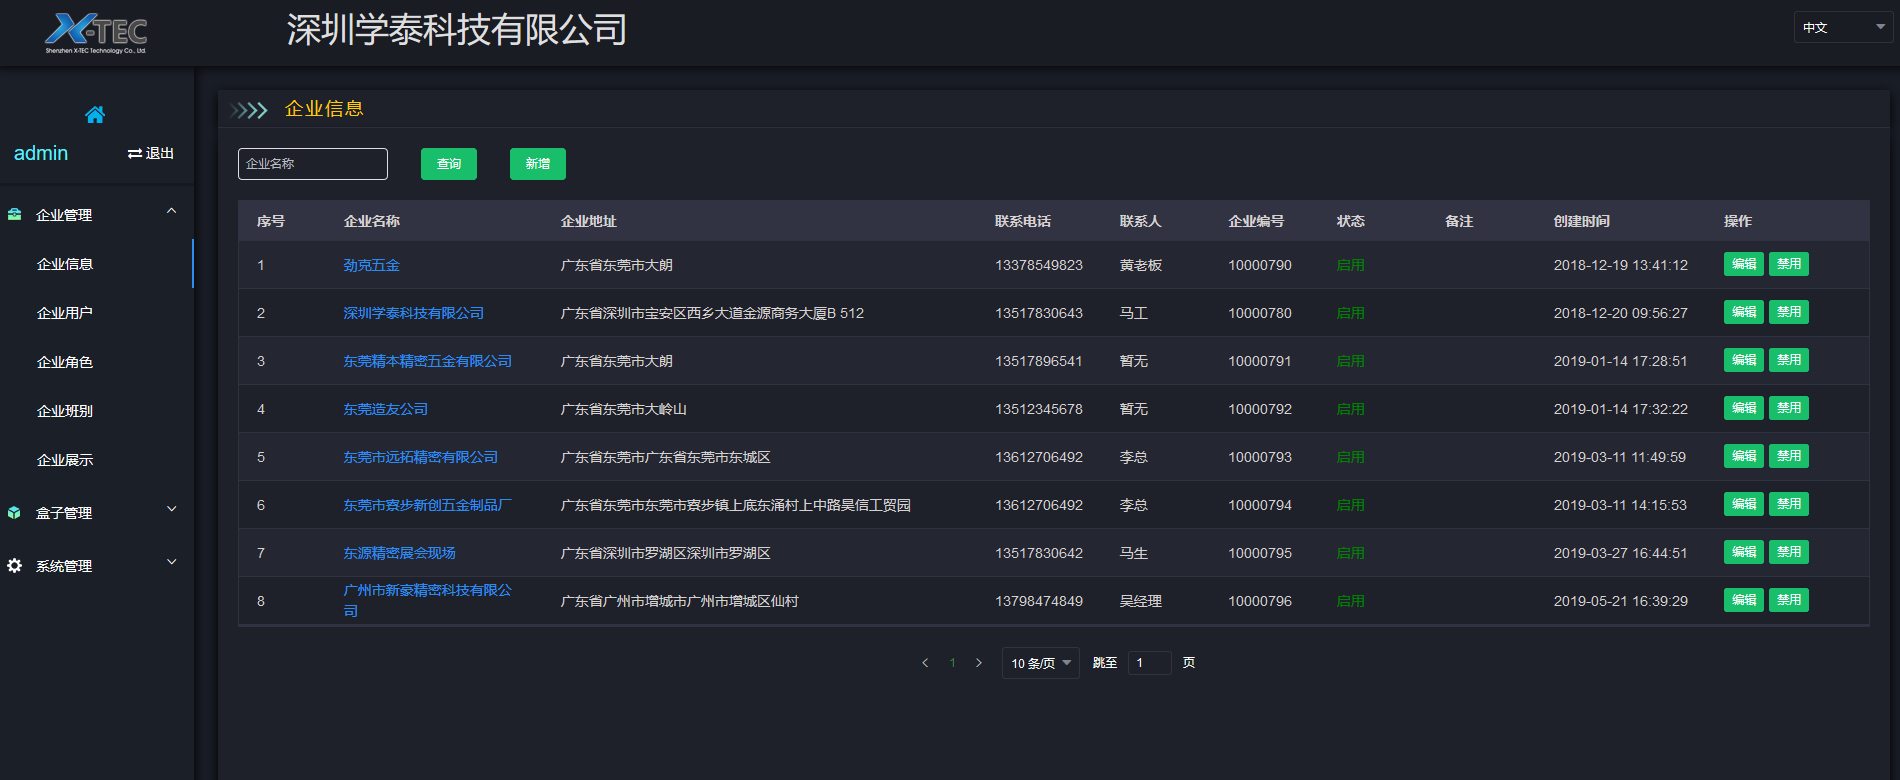 X-TEC
Shenzhen X-TEC Technology Co., Ltd.
深圳学泰科技有限公司
中文
admin
退出
企业管理
企业信息
企业用户
企业角色
企业班别
企业展示
盒子管理
系统管理
企业信息
企业名称 查询 新增
序号 企业名称 企业地址 联系电话 联系人 企业编号 状态 备注 创建时间 操作
1 劲克五金 广东省东莞市大朗 13378549823 黄老板 10000790 启用 2018-12-19 13:41:12 编辑 禁用
2 深圳学泰科技有限公司 广东省深圳市宝安区西乡大道金源商务大厦B 512 13517830643 马工 10000780 启用 2018-12-20 09:56:27 编辑 禁用
3 东莞精本精密五金有限公司 广东省东莞市大朗 13517896541 暂无 10000791 启用 2019-01-14 17:28:51 编辑 禁用
4 东莞造友公司 广东省东莞市大岭山 13512345678 暂无 10000792 启用 2019-01-14 17:32:22 编辑 禁用
5 东莞市远拓精密有限公司 广东省东莞市广东省东莞市东城区 13612706492 李总 10000793 启用 2019-03-11 11:49:59 编辑 禁用
6 东莞市寮步新创五金制品厂 广东省东莞市东莞市寮步镇上底东涌村上中路昊信工贸园 13612706492 李总 10000794 启用 2019-03-11 14:15:53 编辑 禁用
7 东源精密展会现场 广东省深圳市罗湖区深圳市罗湖区 13517830642 马生 10000795 启用 2019-03-27 16:44:51 编辑 禁用
8 广州市新豪精密科技有限公 广东省广州市增城市广州市增城区仙村 13798474849 吴经理 10000796 启用 2019-05-21 16:39:29 编辑 禁用
司
1 10 条/页 跳至 1 页